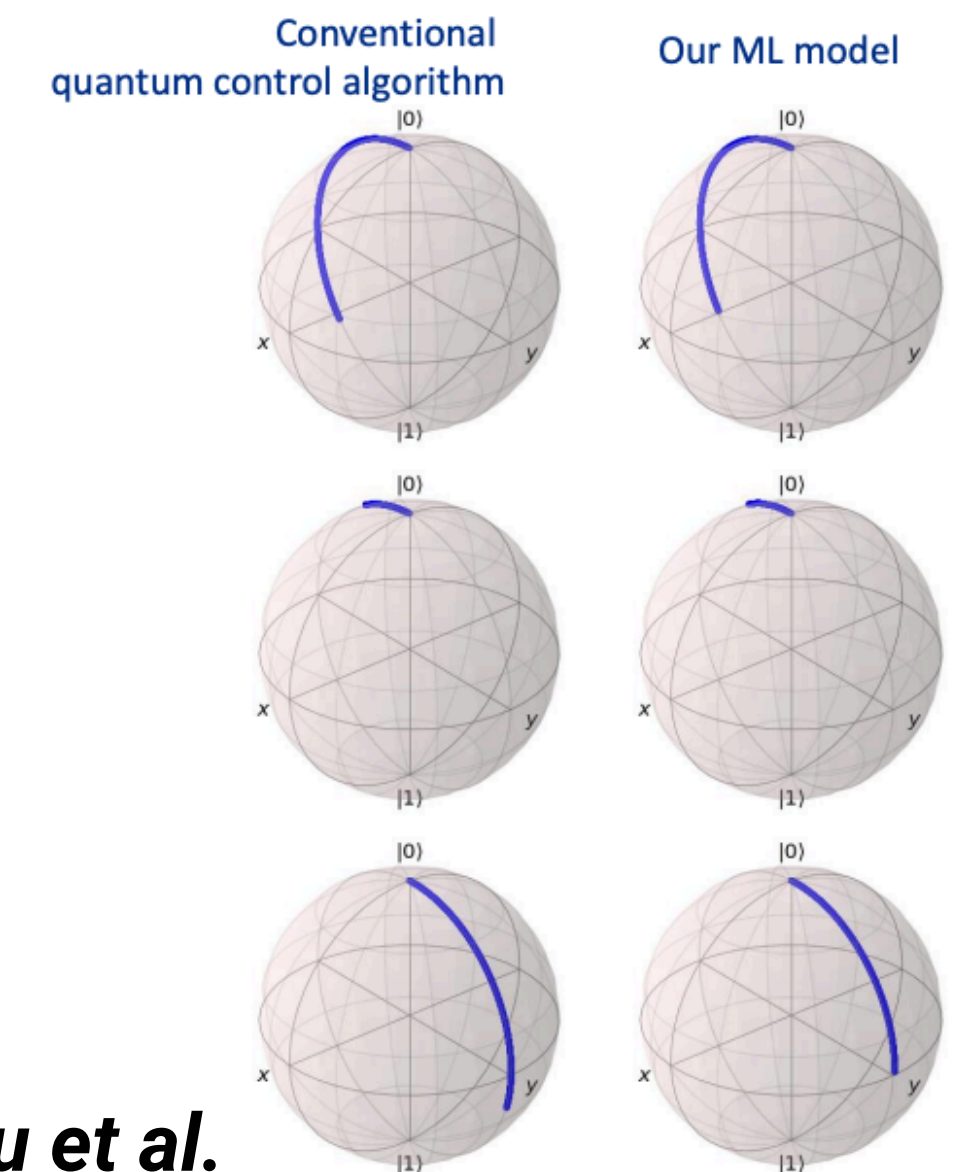 Conventional
quantum control algorithm
Our ML model
|0⟩
|0⟩
x
y
x
y
|1⟩
|1⟩
|0⟩
|0⟩
x
y
x
y
|1⟩
|1⟩
|0⟩
|0⟩
x
y
x
y
|1⟩
|1⟩
u et al.